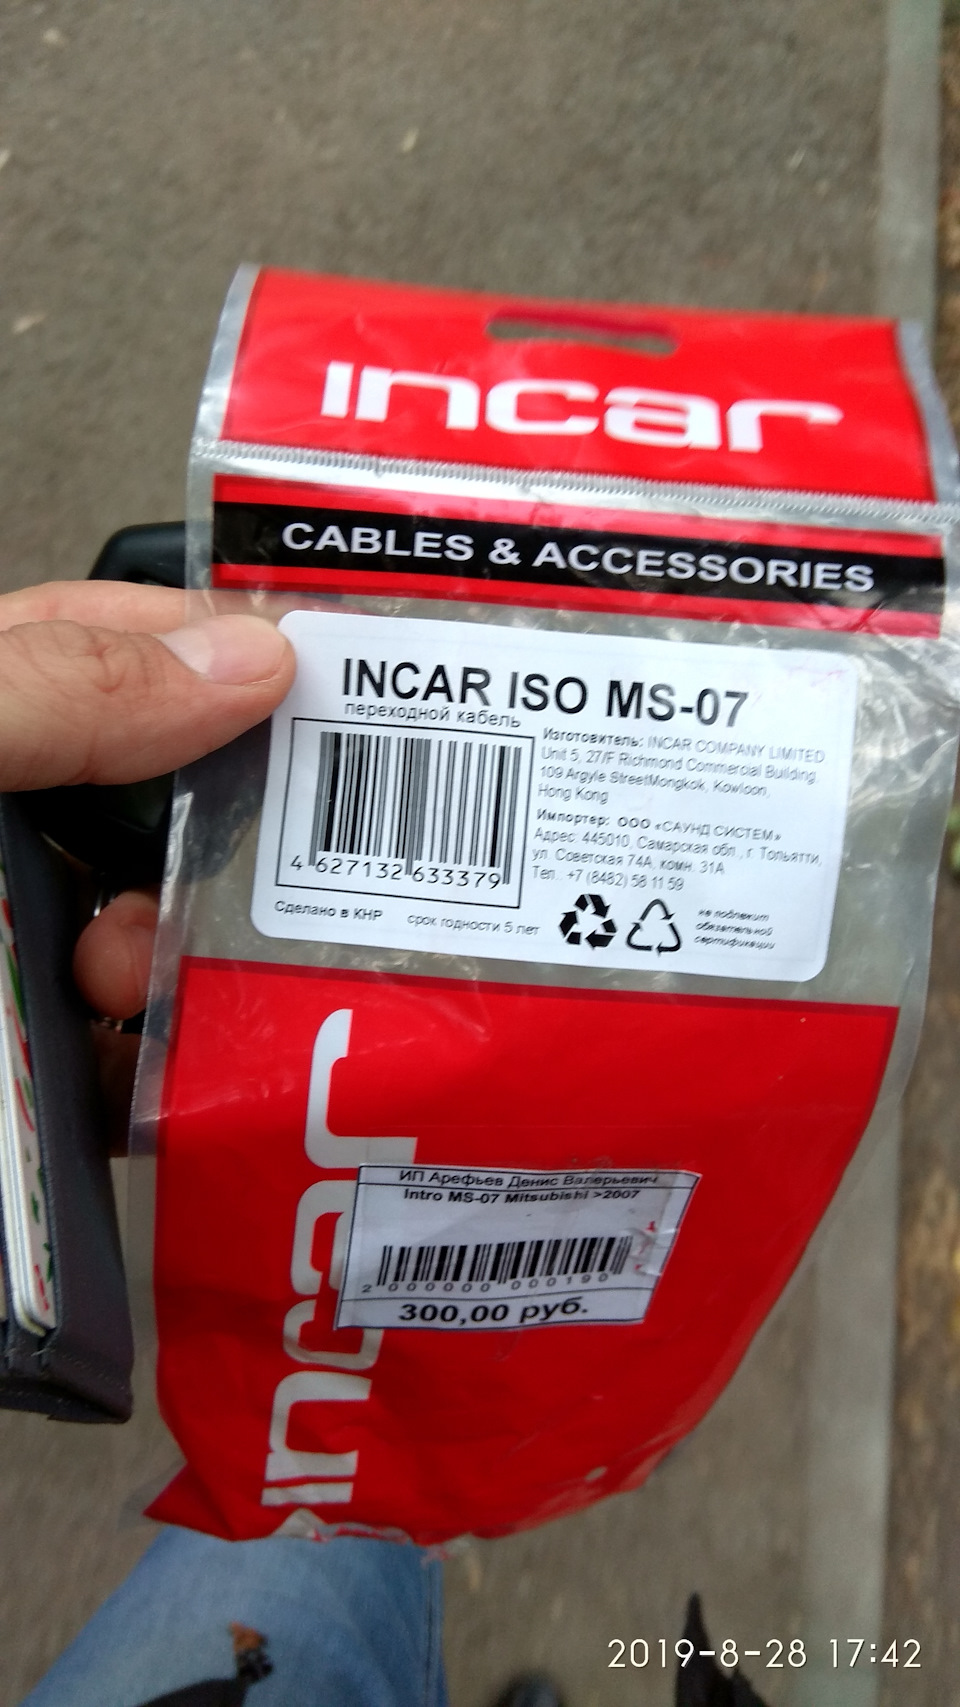 incar
CABLES & ACCESSORIES
INCAR ISO MS-07
переходной кабель
Изготовитель: INCAR COMPANY LIMITED
Unit 5, 27/F Richmond Commercial Building,
109 Argyle StreetMongkok, Kowloon,
Hong Kong
Импортер: ООО «САУНД СИСТЕМ»
Адрес: 445010, Самарская обл., г. Тольятти,
ул. Советская 74А, комн. 31А
Тел.: +7 (8482) 58 11 59
4 627132 633379
Сделано в КНР срок годности 5 лет
не подлежит
обязательной
сертификации
incar
ИП Арефьев Денис Валерьевич
Intro MS-07 Mitsubishi >2007
2 000000 000190
300,00 руб.
2019-8-28 17:42